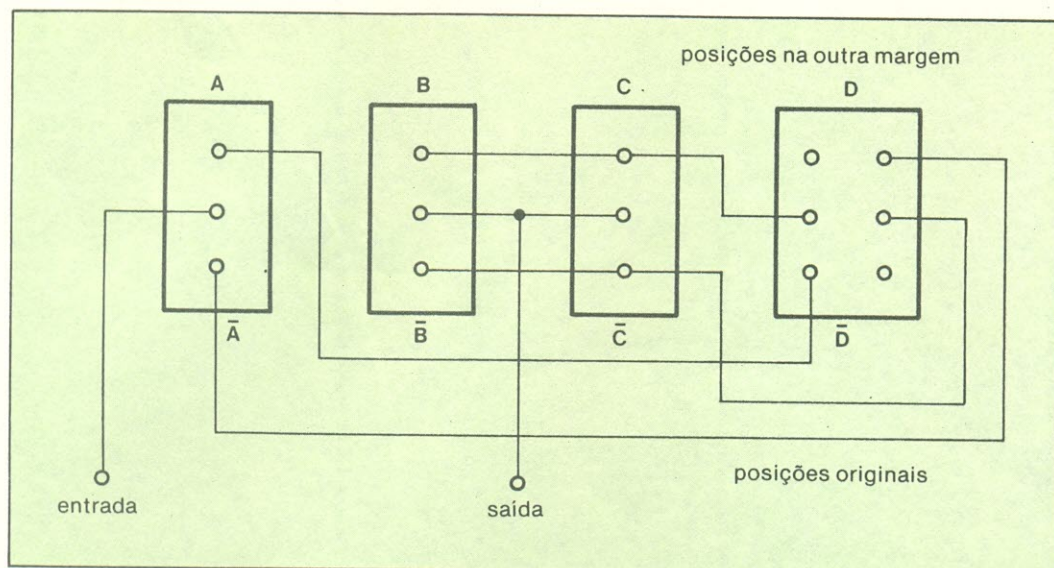 posições na outra margem
A B C D
A̅ B̅ C̅ D̅
posições originais
entrada
saída